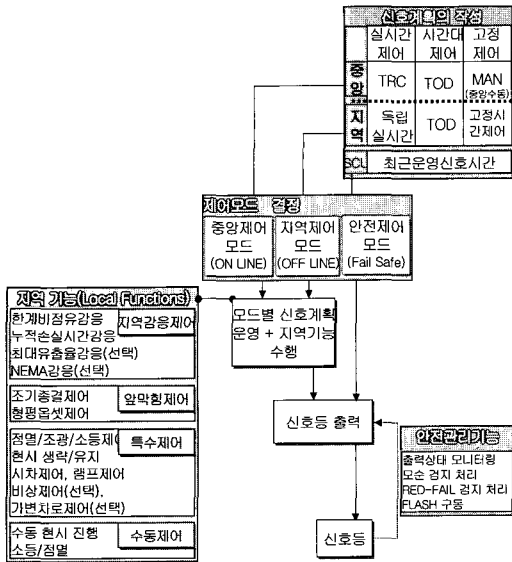 신호계획의 작성
실시간 제어
시간대 제어
고정 제어
중앙
TRC
TOD
MAN
(중앙수동)
지역
독립 실시간
TOD
고정시간제어
SCU
최근운영신호시간
제어모드 결정
중앙제어 모드 (ON LINE)
지역제어 모드 (OFF LINE)
안전제어 모드 (Fail Safe)
지역 기능(Local Functions)
한계비점유감응
지역감응제어
누적손실시간감응
최대유출율감응(선택)
NEMA감응(선택)
조기종결제어
앞막힘제어
형평옵셋제어
점멸/조광/소등제어
특수제어
현시 생략/유지
시차제어, 램프제어
비상제어(선택),
가변차로제어(선택)
수동 현시 진행
수동제어
소등/점멸
모드별 신호계획
운영 + 지역기능
수행
신호등 출력
안전관리기능
출력상태 모니터링
모순 검지 처리
RED-FAIL 검지 처리
FLASH 구동
신호등